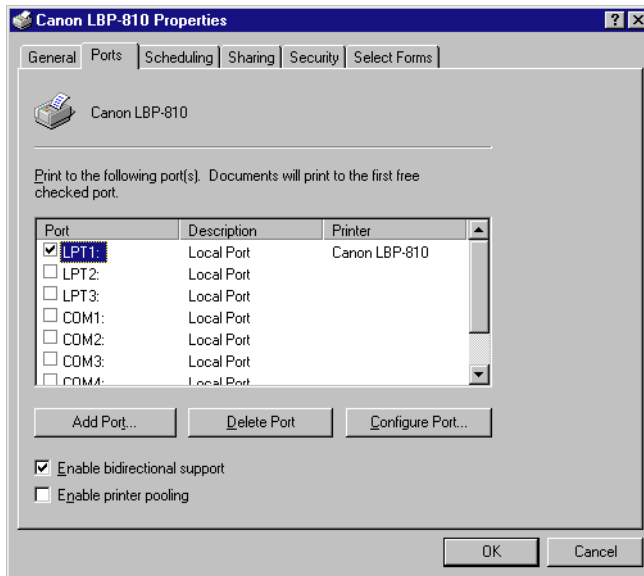 Canon LBP-810 Properties
General Ports Scheduling Sharing Security Select Forms
Canon LBP-810
Print to the following port(s). Documents will print to the first free
checked port.
Port Description Printer
LPT1: Local Port Canon LBP-810
LPT2: Local Port
LPT3: Local Port
COM1: Local Port
COM2: Local Port
COM3: Local Port
COM4: Local Port
Add Port... Delete Port Configure Port...
Enable bidirectional support
Enable printer pooling
OK Cancel